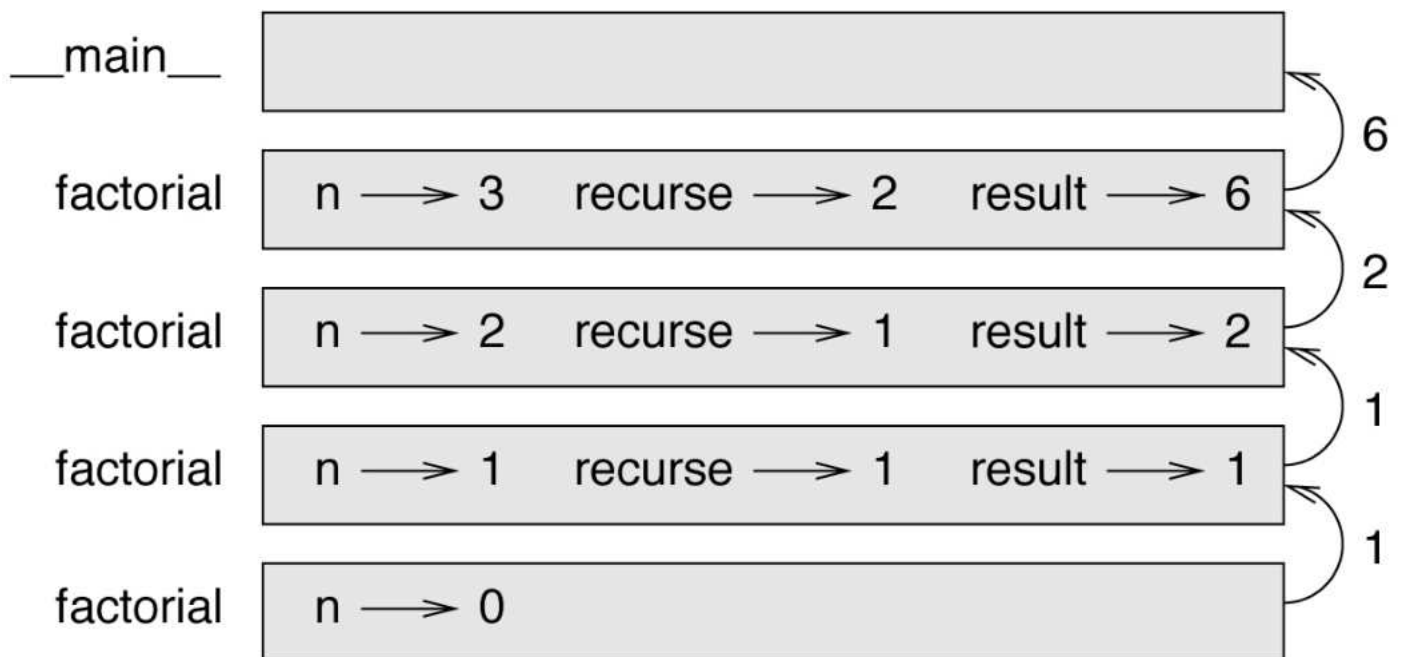 __main__
6
factorial n 3 recurse 2 result 6
2
factorial n 2 recurse 1 result 2
1
factorial n 1 recurse 1 result 1
1
factorial n 0